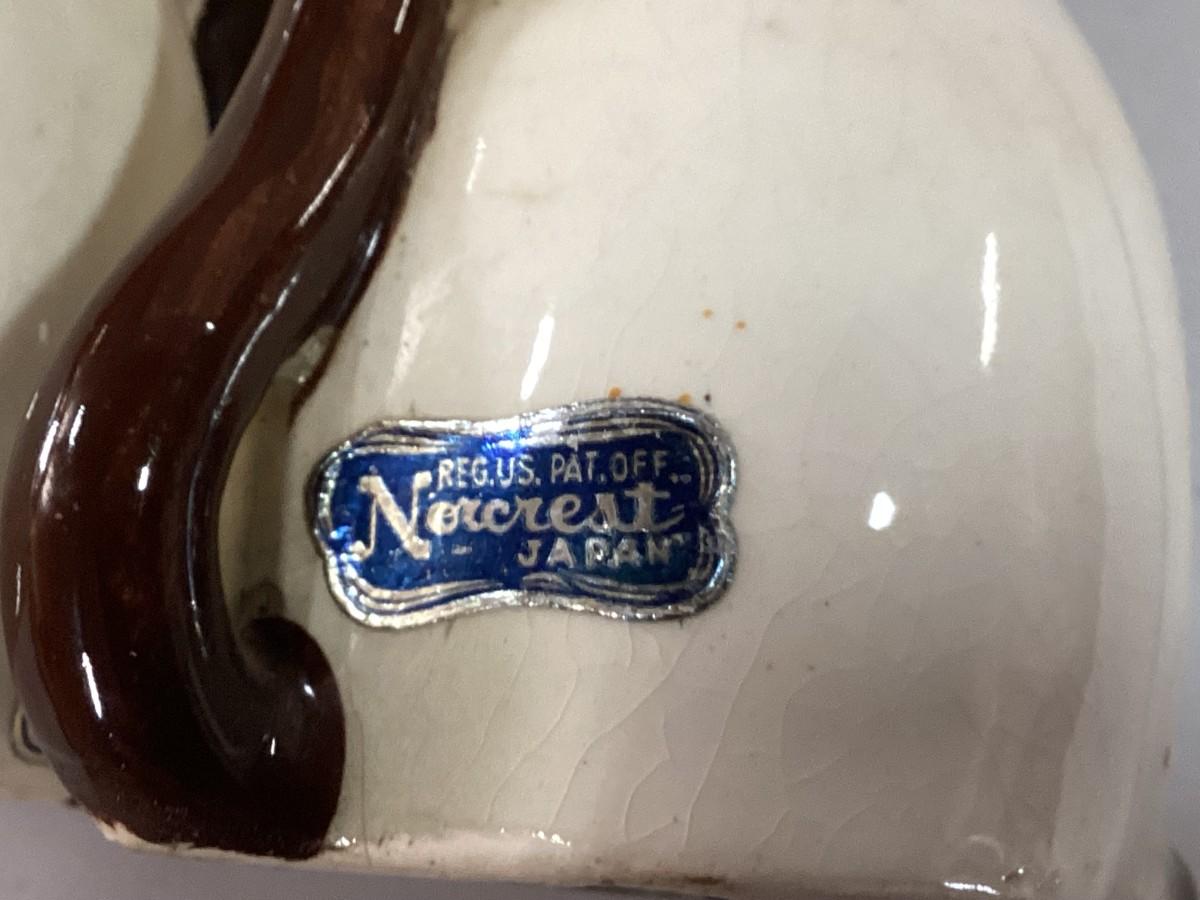 REG. US. PAT. OFF.
Norcrest
JAPAN